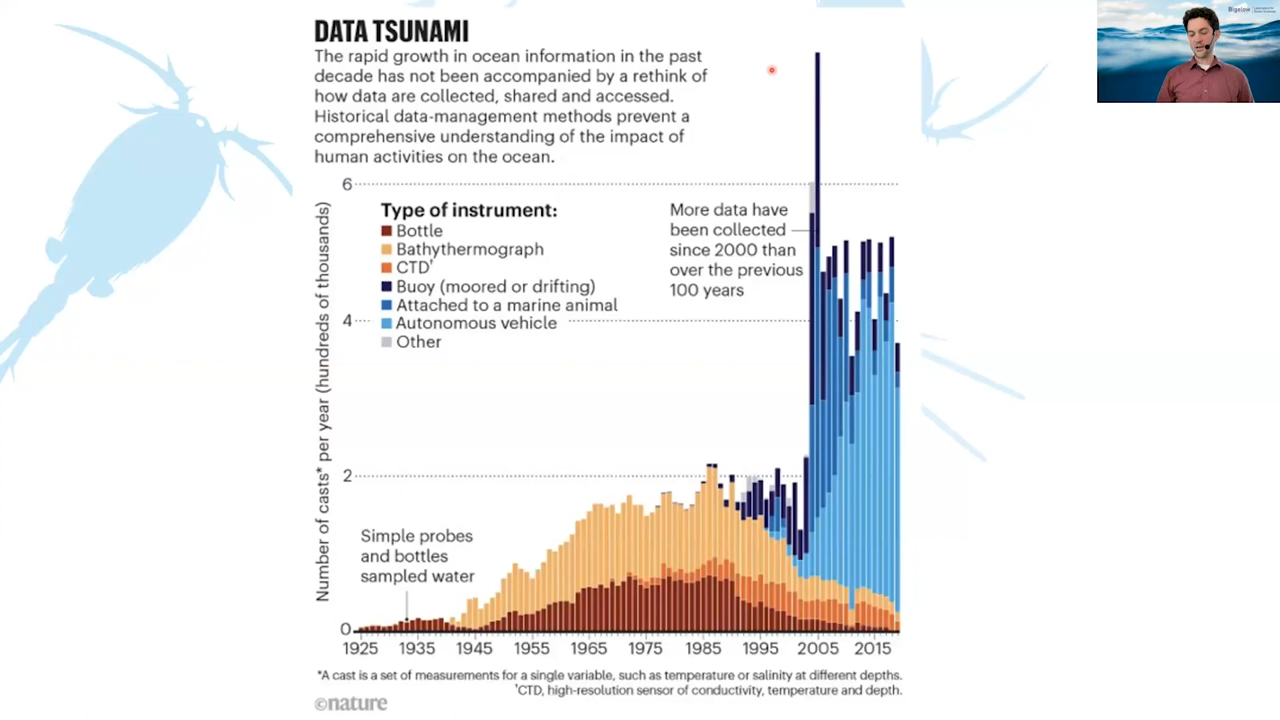 DATA TSUNAMI
The rapid growth in ocean information in the past
decade has not been accompanied by a rethink of
how data are collected, shared and accessed.
Historical data-management methods prevent a
comprehensive understanding of the impact of
human activities on the ocean.
Number of casts* per year (hundreds of thousands)
6
Type of instrument:
Bottle
Bathythermograph
CTD†
Buoy (moored or drifting)
Attached to a marine animal
Autonomous vehicle
Other
More data have
been collected
since 2000 than
over the previous
100 years
4
2
Simple probes
and bottles
sampled water
0
1925 1935 1945 1955 1965 1975 1985 1995 2005 2015
*A cast is a set of measurements for a single variable, such as temperature or salinity at different depths.
†CTD, high-resolution sensor of conductivity, temperature and depth.
©nature
Bigelow